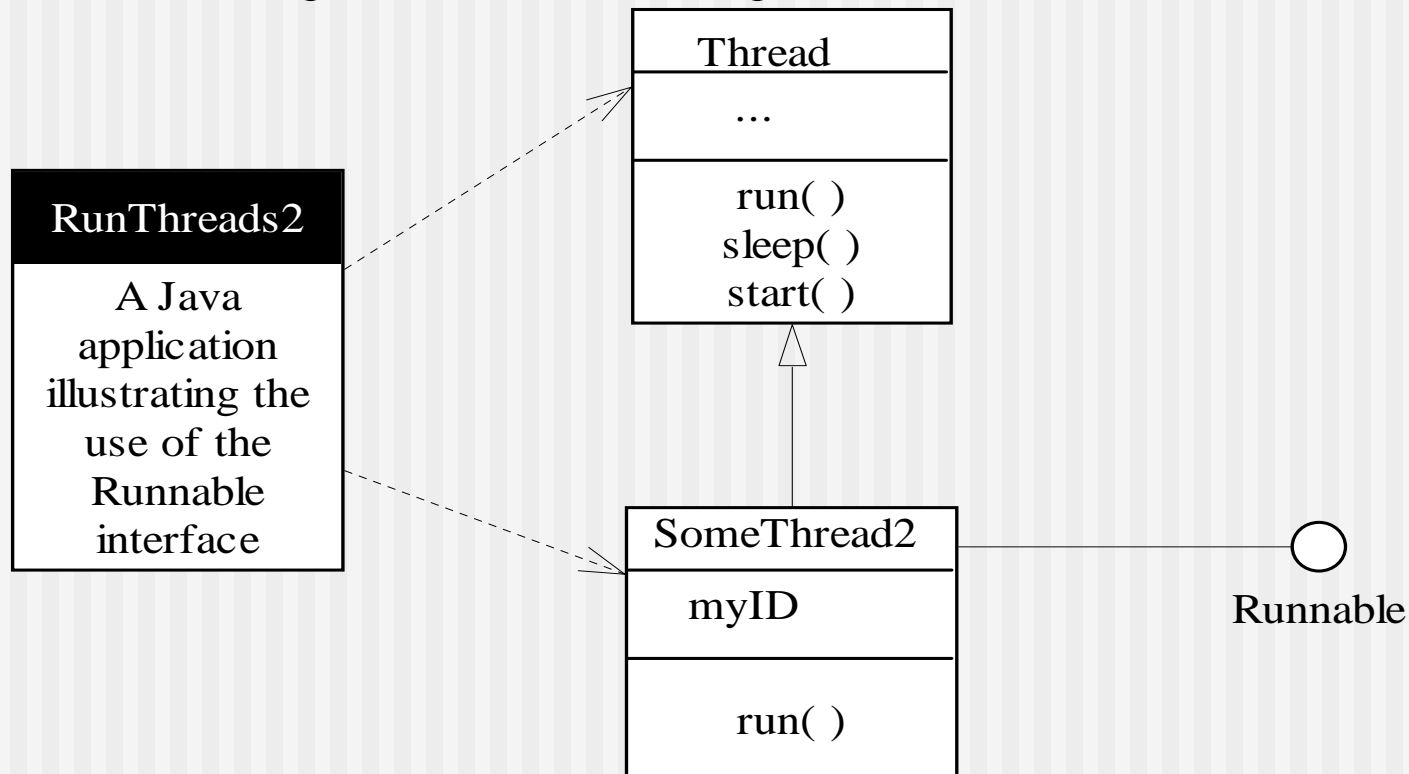 Thread
...
run( )
sleep( )
start( )
RunThreads2
A Java
application
illustrating the
use of the
Runnable
interface
SomeThread2
myID
run( )
Runnable